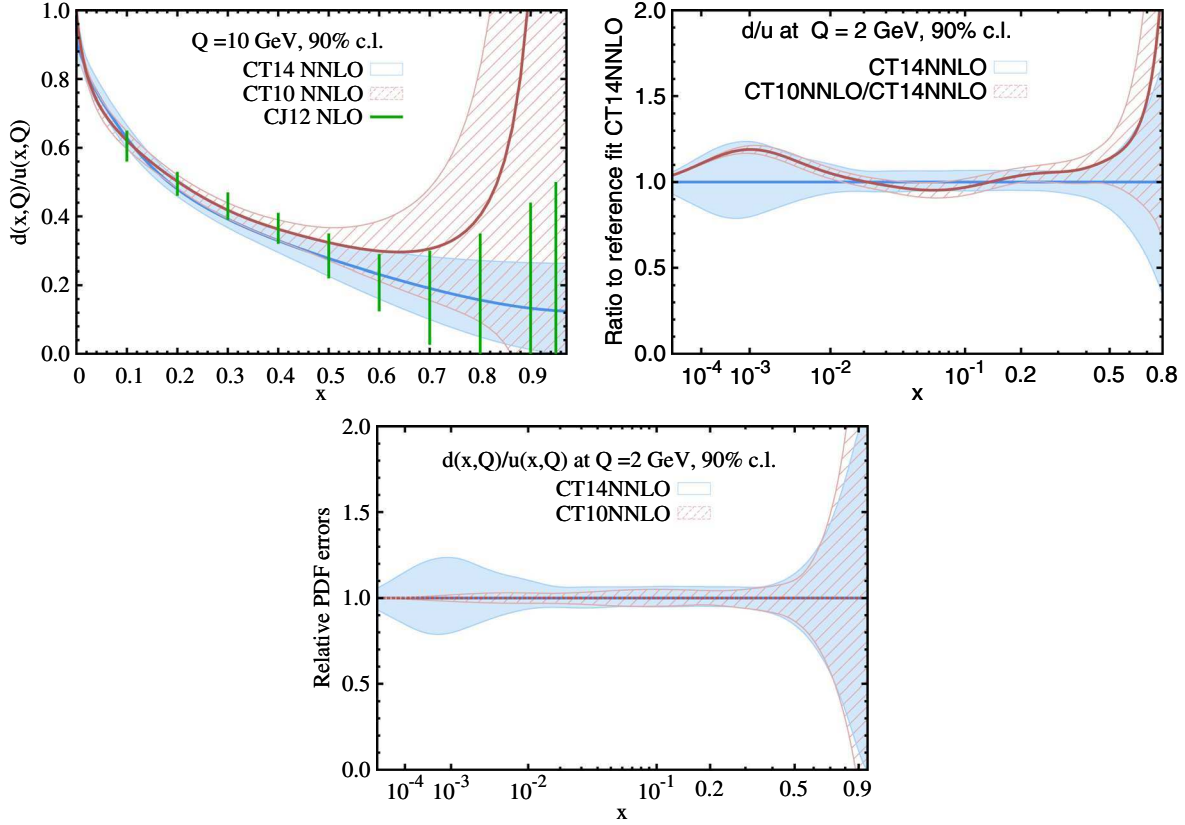 Q =10 GeV, 90% c.l.
CT14 NNLO
CT10 NNLO
CJ12 NLO
d(x,Q)/u(x,Q)
1.0
0.8
0.6
0.4
0.2
0.0
0 0.1 0.2 0.3 0.4 0.5 0.6 0.7 0.8 0.9
x
d/u at Q = 2 GeV, 90% c.l.
CT14NNLO
CT10NNLO/CT14NNLO
Ratio to reference fit CT14NNLO
2.0
1.5
1.0
0.5
0.0
10⁻⁴ 10⁻³ 10⁻² 10⁻¹ 0.2 0.5 0.8
x
d(x,Q)/u(x,Q) at Q =2 GeV, 90% c.l.
CT14NNLO
CT10NNLO
Relative PDF errors
2.0
1.5
1.0
0.5
0.0
10⁻⁴ 10⁻³ 10⁻² 10⁻¹ 0.2 0.5 0.9
x